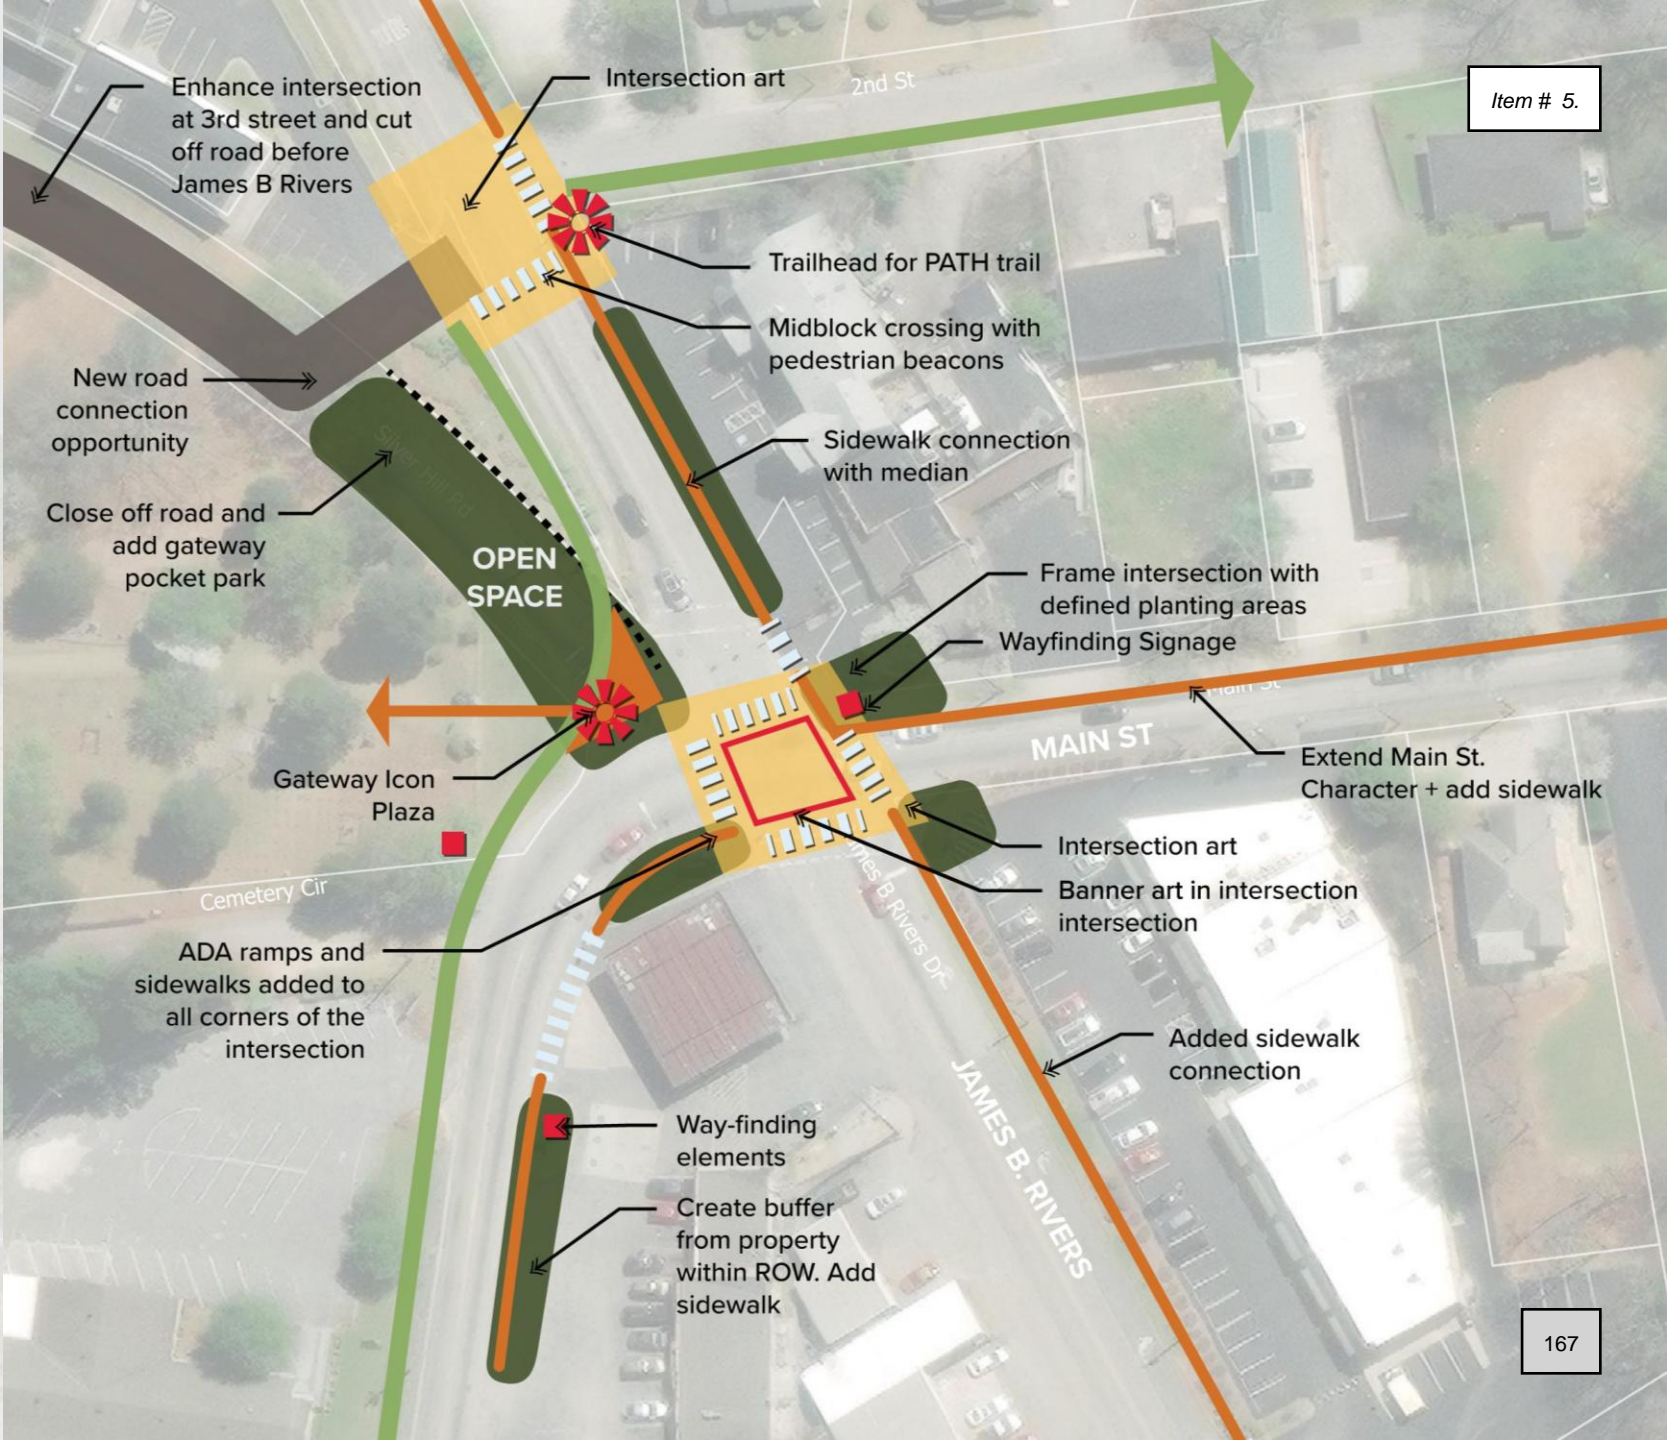 Enhance intersection
at 3rd street and cut
off road before
James B Rivers
Intersection art
2nd St
Item # 5.
Trailhead for PATH trail
Midblock crossing with
pedestrian beacons
New road
connection
opportunity
Silver Hill Rd
Sidewalk connection
with median
Close off road and
add gateway
pocket park
OPEN
SPACE
Frame intersection with
defined planting areas
Wayfinding Signage
Main St
MAIN ST
Extend Main St.
Character + add sidewalk
Gateway Icon
Plaza
Intersection art
Banner art in intersection
intersection
Cemetery Cir
James B Rivers Dr
ADA ramps and
sidewalks added to
all corners of the
intersection
Added sidewalk
connection
JAMES B. RIVERS
Way-finding
elements
Create buffer
from property
within ROW. Add
sidewalk
167